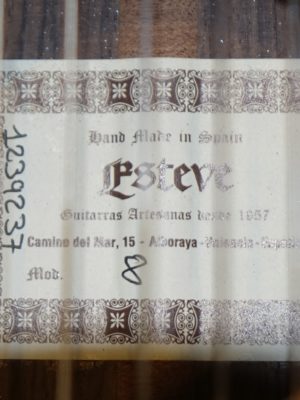 Hand Made in Spain
Esteve
Guitarras Artesanas desde 1957
Camino del Mar, 15 - Alboraya - Valencia - España
Mod. 8
1239237